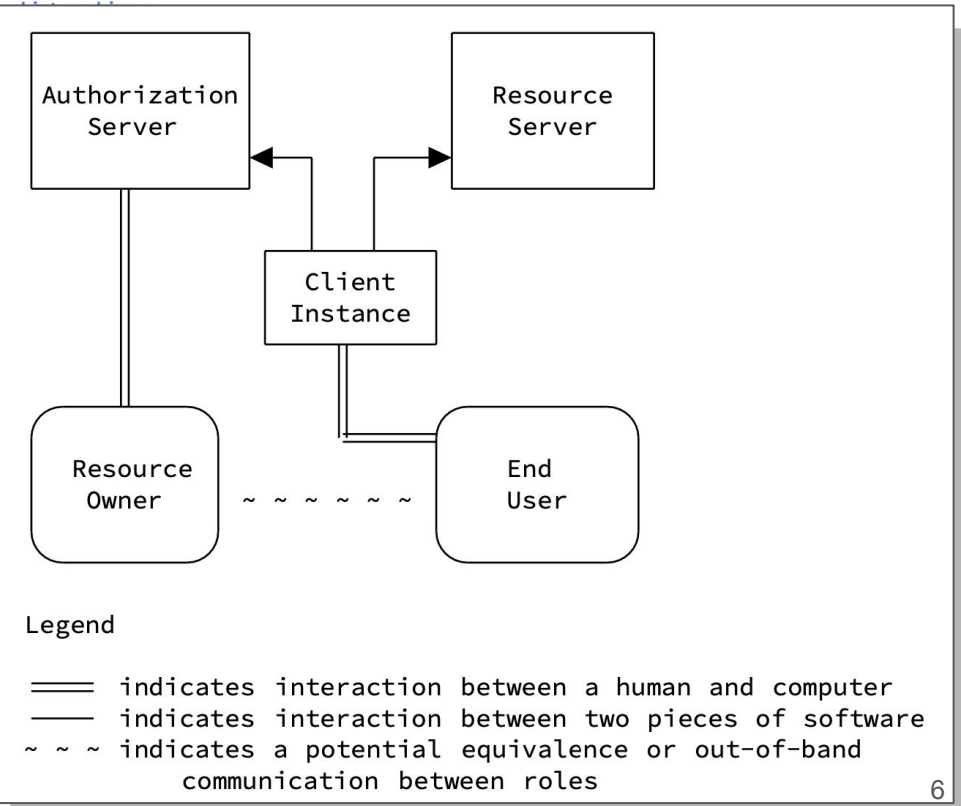 Authorization
Server
Resource
Server
Client
Instance
Resource
Owner
~ ~ ~ ~ ~ ~
End
User
Legend
indicates interaction between a human and computer
indicates interaction between two pieces of software
~ ~ ~ indicates a potential equivalence or out-of-band
communication between roles
6